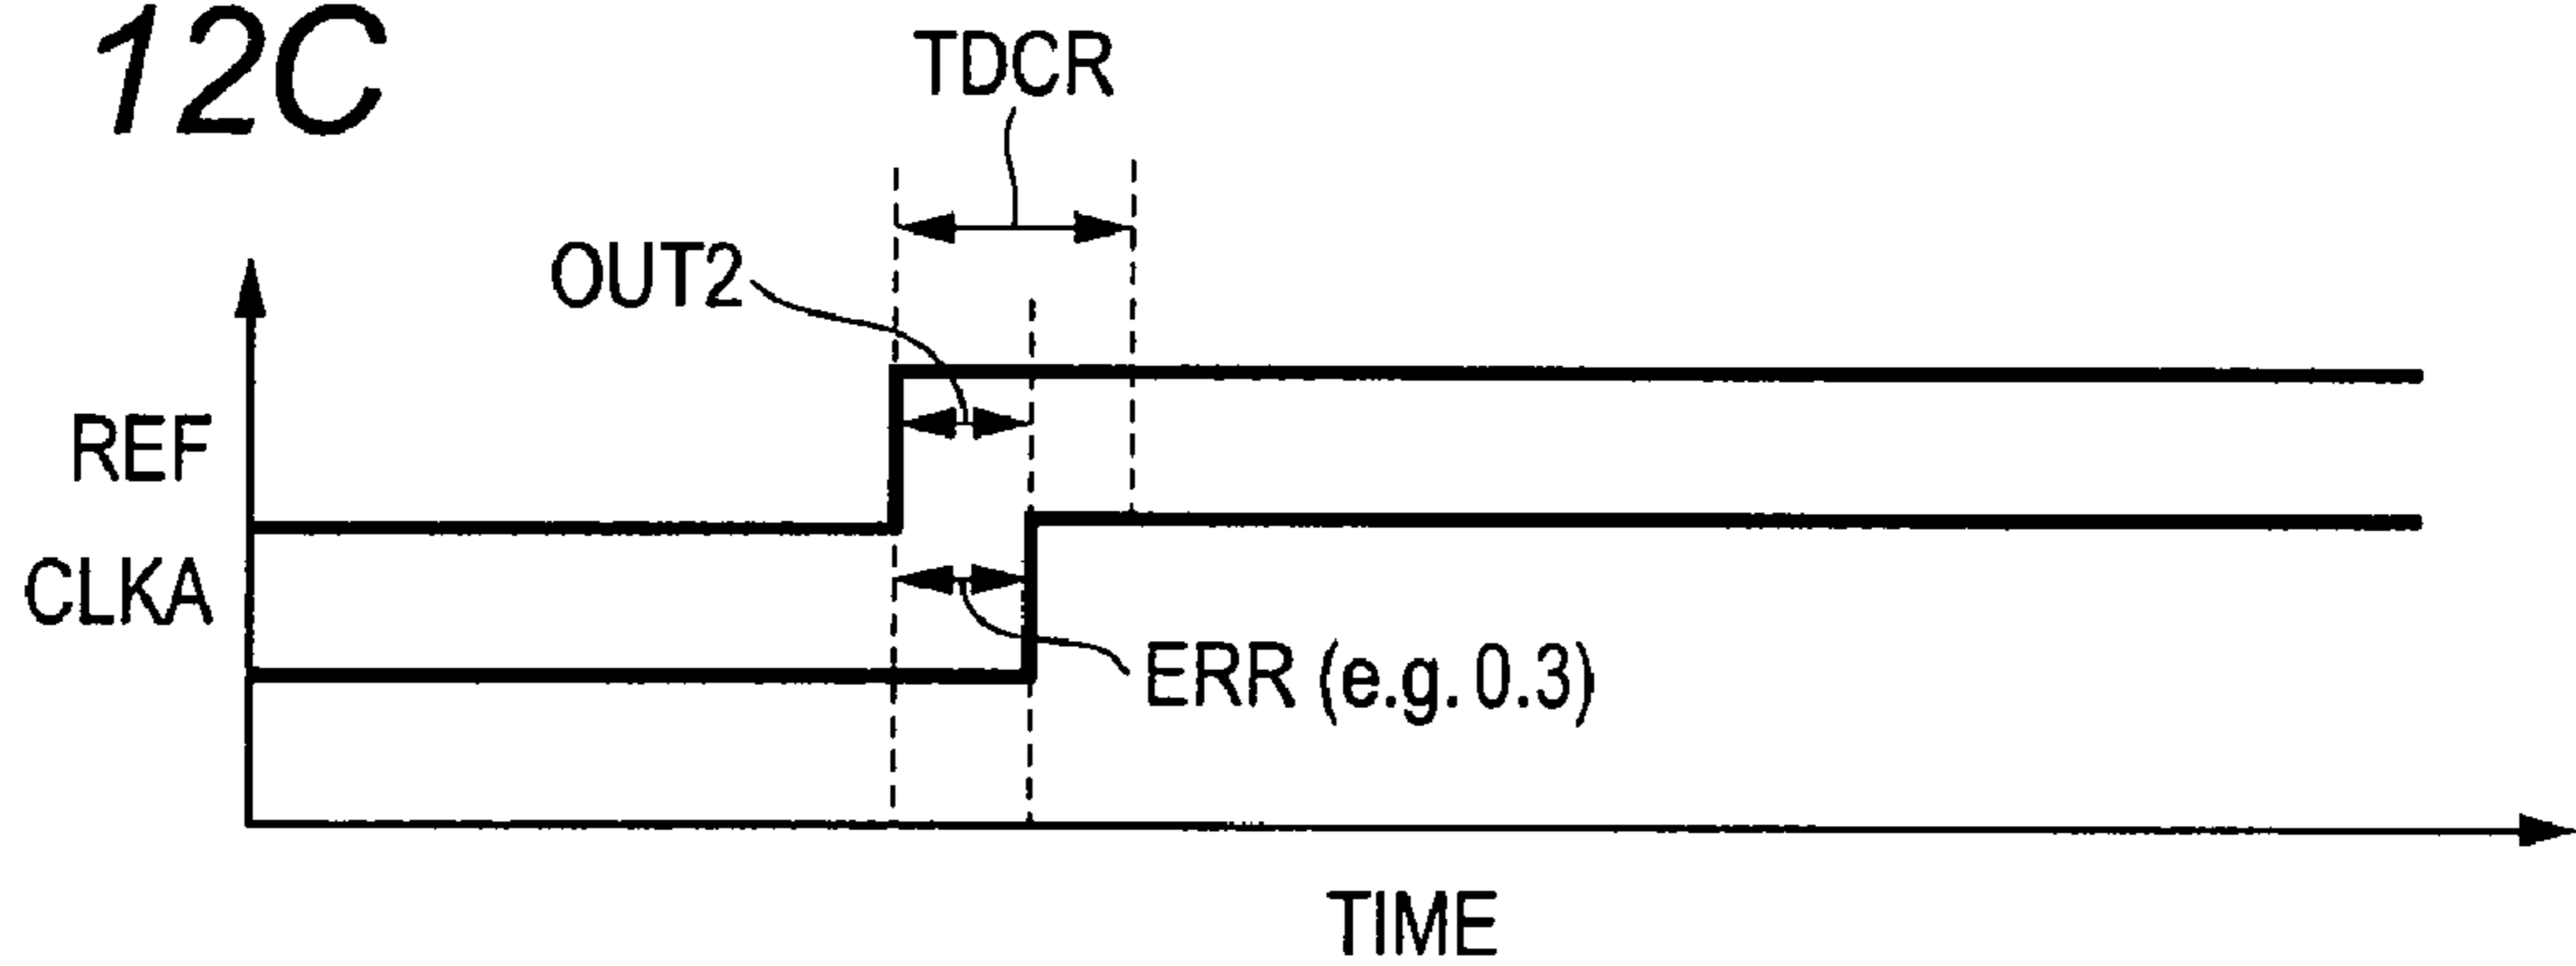 12C
TDCR
OUT2
REF
CLKA
ERR (e.g. 0.3)
TIME